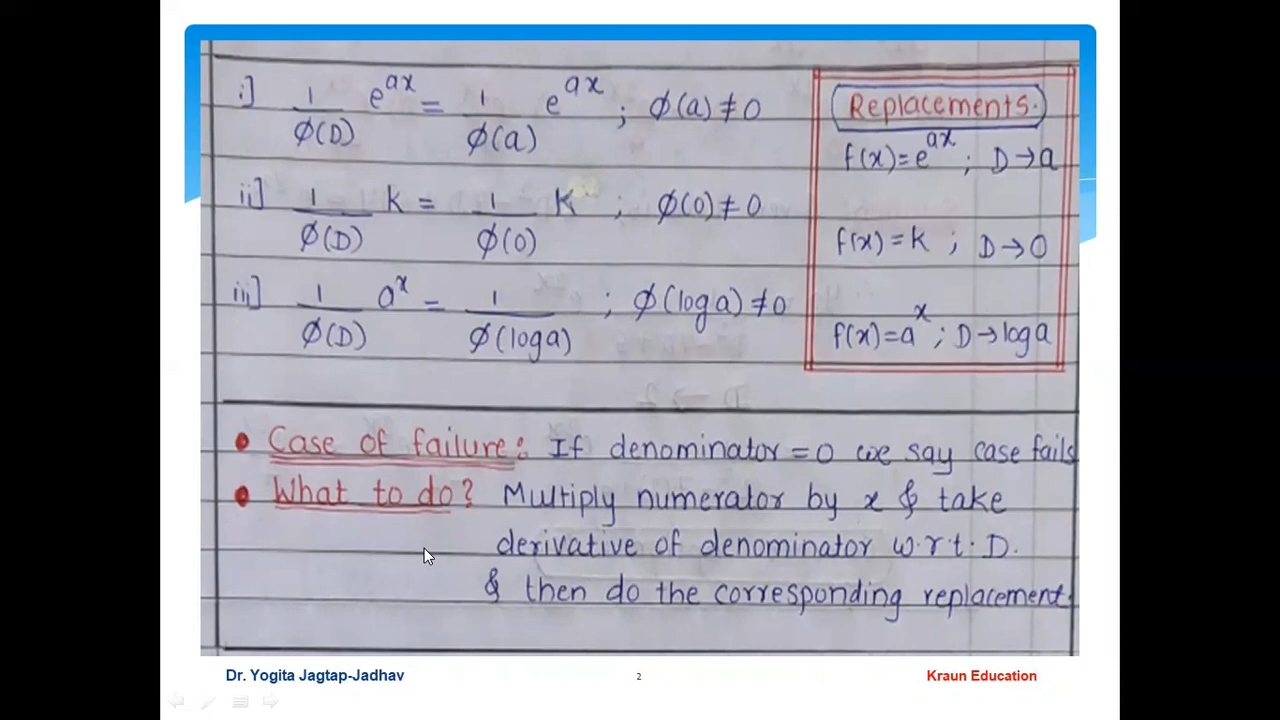 i] 1/ϕ(D) e^{ax} = 1/ϕ(a) e^{ax} ; ϕ(a) ≠ 0
ii] 1/ϕ(D) k = 1/ϕ(0) k ; ϕ(0) ≠ 0
iii] 1/ϕ(D) a^x = 1/ϕ(log a) ; ϕ(log a) ≠ 0
Replacements.
f(x) = e^{ax} ; D → a
f(x) = k ; D → 0
f(x) = a^x ; D → log a
• Case of failure : If denominator = 0 we say case fails
• What to do? Multiply numerator by x & take
derivative of denominator w.r.t. D.
& then do the corresponding replacement
Dr. Yogita Jagtap-Jadhav
2
Kraun Education